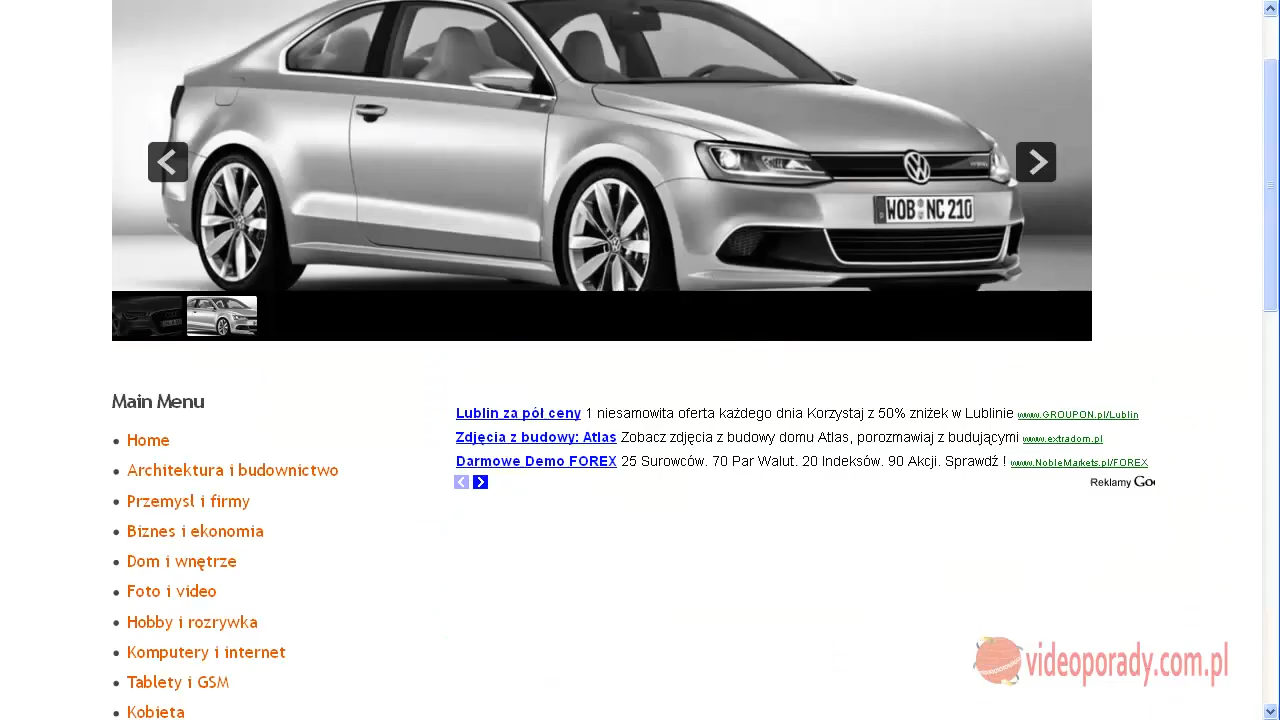 WOB NC 210
Main Menu
Home
Architektura i budownictwo
Przemysł i firmy
Biznes i ekonomia
Dom i wnętrze
Foto i video
Hobby i rozrywka
Komputery i internet
Tablety i GSM
Kobieta
Lublin za pół ceny 1 niesamowita oferta każdego dnia Korzystaj z 50% zniżek w Lublinie www.GROUPON.pl/Lublin
Zdjęcia z budowy: Atlas Zobacz zdjęcia z budowy domu Atlas, porozmawiaj z budującymi www.extradom.pl
Darmowe Demo FOREX 25 Surowców. 70 Par Walut. 20 Indeksów. 90 Akcji. Sprawdź ! www.NobleMarkets.pl/FOREX
Reklamy Goo
videoporady.com.pl